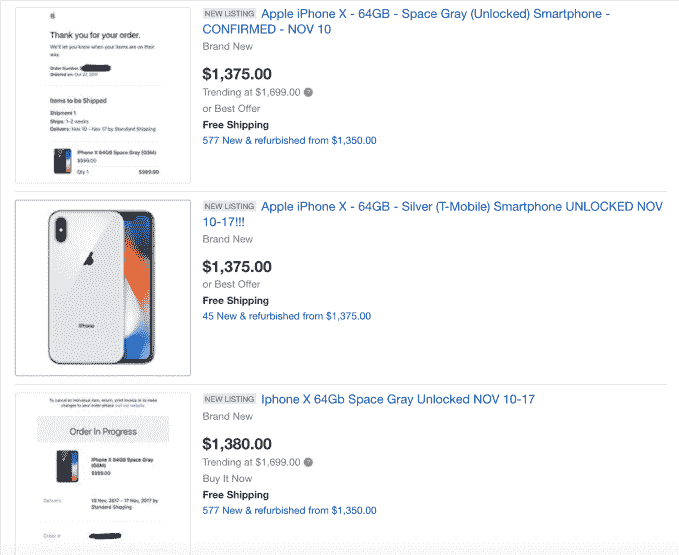 Thank you for your order.
We'll let you know when your items are on their
way.
Order Number:
Ordered on: Oct 27, 2017
Items to be Shipped
Shipment 1
Ships: 1-2 weeks
Delivers: Nov 10 - Nov 17 by Standard Shipping
iPhone X 64GB Space Gray (GSM)
$999.00
Qty 1 $999.00
NEW LISTING Apple iPhone X - 64GB - Space Gray (Unlocked) Smartphone -
CONFIRMED - NOV 10
Brand New
$1,375.00
Trending at $1,699.00 ?
or Best Offer
Free Shipping
577 New & refurbished from $1,350.00
iPhone
NEW LISTING Apple iPhone X - 64GB - Silver (T-Mobile) Smartphone UNLOCKED NOV
10-17!!!
Brand New
$1,375.00
or Best Offer
Free Shipping
45 New & refurbished from $1,375.00
To cancel an individual item, return, print invoice or to make
changes to your order please visit our website.
Order In Progress
iPhone X 64GB Space Gray
(GSM)
$999.00
Delivers 10 Nov, 2017 - 17 Nov, 2017 by
Standard Shipping
Order #
NEW LISTING Iphone X 64Gb Space Gray Unlocked NOV 10-17
Brand New
$1,380.00
Trending at $1,699.00 ?
Buy It Now
Free Shipping
577 New & refurbished from $1,350.00